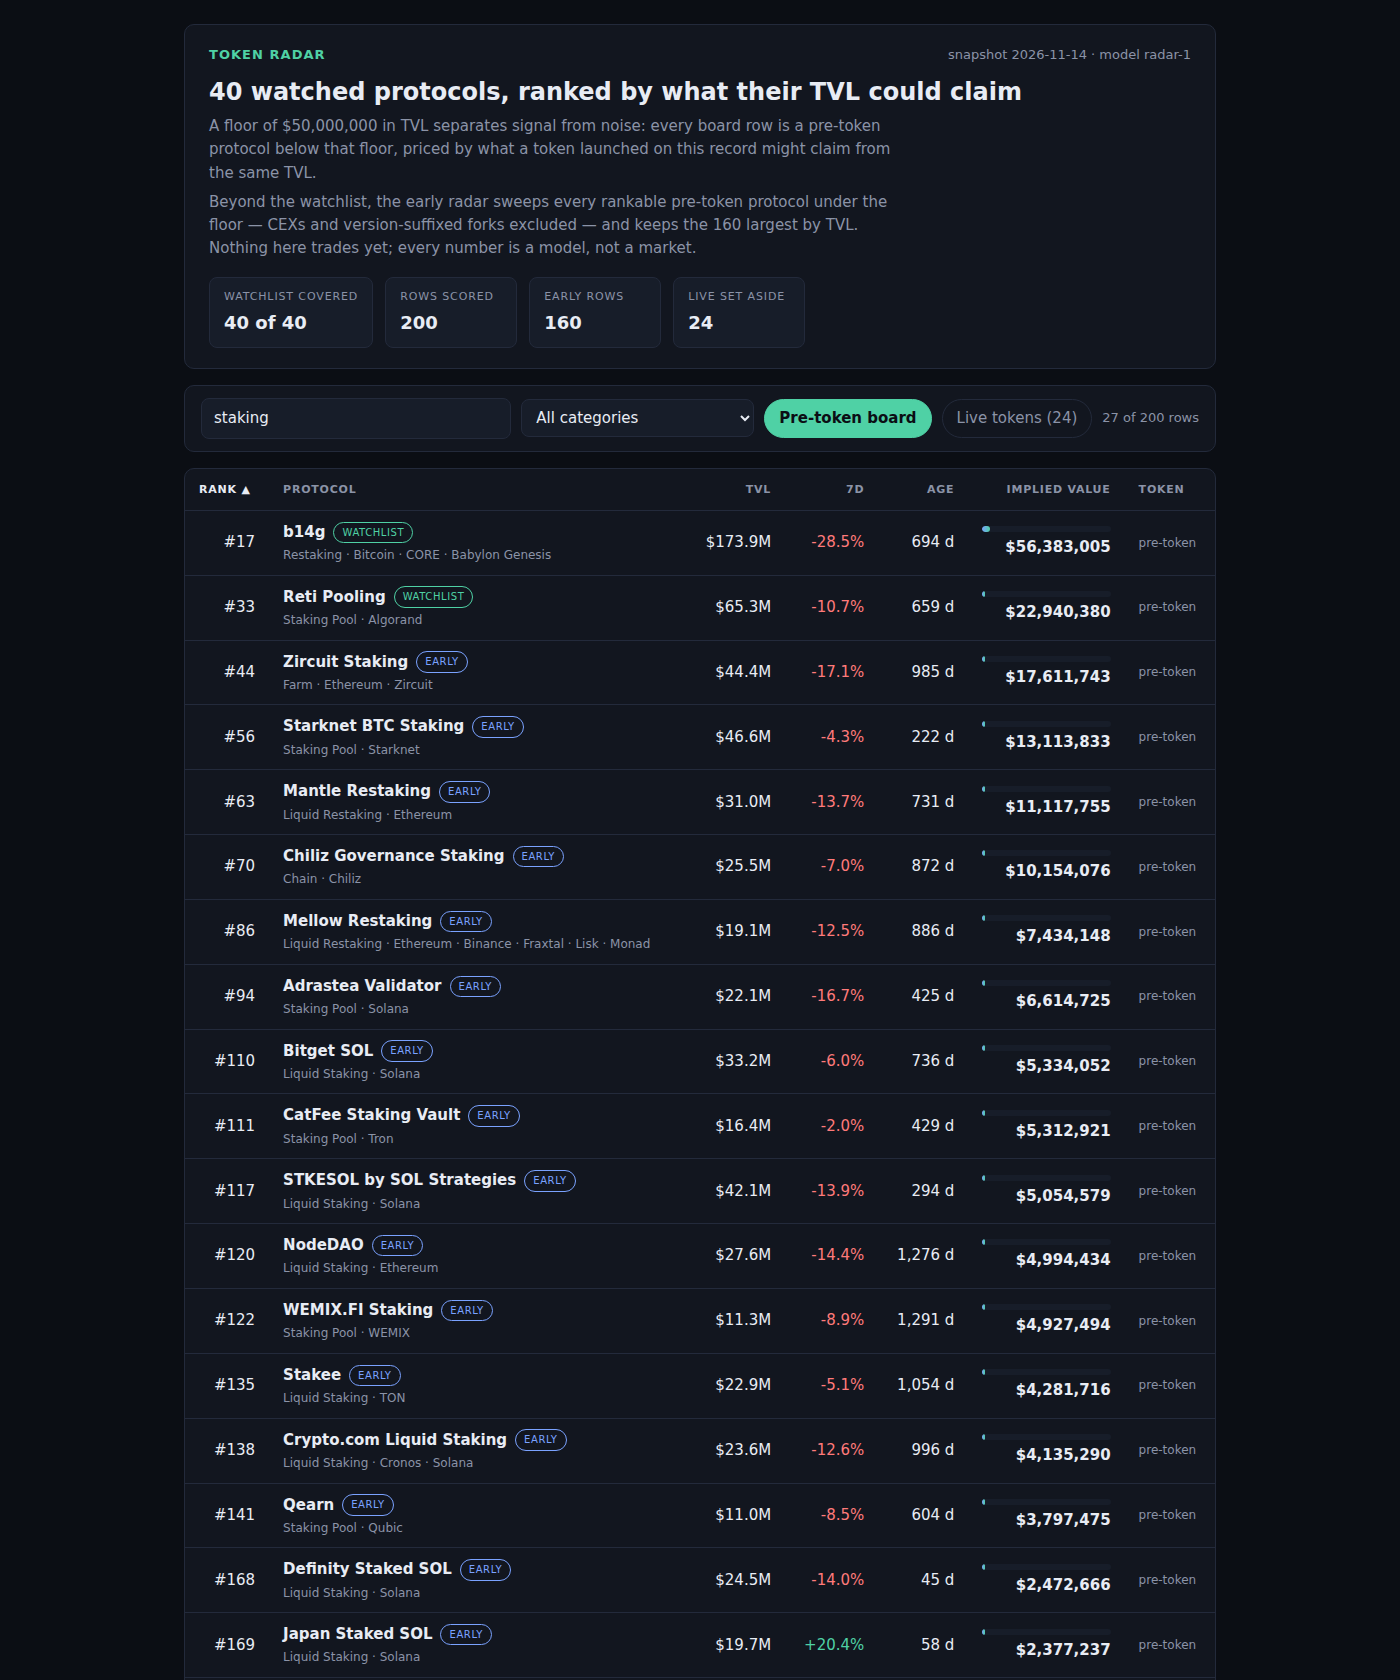 TOKEN RADAR
snapshot 2026-11-14 · model radar-1
40 watched protocols, ranked by what their TVL could claim
A floor of $50,000,000 in TVL separates signal from noise: every board row is a pre-token
protocol below that floor, priced by what a token launched on this record might claim from
the same TVL.
Beyond the watchlist, the early radar sweeps every rankable pre-token protocol under the
floor — CEXs and version-suffixed forks excluded — and keeps the 160 largest by TVL.
Nothing here trades yet; every number is a model, not a market.
WATCHLIST COVERED
40 of 40
ROWS SCORED
200
EARLY ROWS
160
LIVE SET ASIDE
24
staking
All categories
Pre-token board
Live tokens (24)
27 of 200 rows
RANK ▲ PROTOCOL TVL 7D AGE IMPLIED VALUE TOKEN
#17 b14g WATCHLIST $173.9M -28.5% 694 d $56,383,005 pre-token
Restaking · Bitcoin · CORE · Babylon Genesis
#33 Reti Pooling WATCHLIST $65.3M -10.7% 659 d $22,940,380 pre-token
Staking Pool · Algorand
#44 Zircuit Staking EARLY $44.4M -17.1% 985 d $17,611,743 pre-token
Farm · Ethereum · Zircuit
#56 Starknet BTC Staking EARLY $46.6M -4.3% 222 d $13,113,833 pre-token
Staking Pool · Starknet
#63 Mantle Restaking EARLY $31.0M -13.7% 731 d $11,117,755 pre-token
Liquid Restaking · Ethereum
#70 Chiliz Governance Staking EARLY $25.5M -7.0% 872 d $10,154,076 pre-token
Chain · Chiliz
#86 Mellow Restaking EARLY $19.1M -12.5% 886 d $7,434,148 pre-token
Liquid Restaking · Ethereum · Binance · Fraxtal · Lisk · Monad
#94 Adrastea Validator EARLY $22.1M -16.7% 425 d $6,614,725 pre-token
Staking Pool · Solana
#110 Bitget SOL EARLY $33.2M -6.0% 736 d $5,334,052 pre-token
Liquid Staking · Solana
#111 CatFee Staking Vault EARLY $16.4M -2.0% 429 d $5,312,921 pre-token
Staking Pool · Tron
#117 STKESOL by SOL Strategies EARLY $42.1M -13.9% 294 d $5,054,579 pre-token
Liquid Staking · Solana
#120 NodeDAO EARLY $27.6M -14.4% 1,276 d $4,994,434 pre-token
Liquid Staking · Ethereum
#122 WEMIX.FI Staking EARLY $11.3M -8.9% 1,291 d $4,927,494 pre-token
Staking Pool · WEMIX
#135 Stakee EARLY $22.9M -5.1% 1,054 d $4,281,716 pre-token
Liquid Staking · TON
#138 Crypto.com Liquid Staking EARLY $23.6M -12.6% 996 d $4,135,290 pre-token
Liquid Staking · Cronos · Solana
#141 Qearn EARLY $11.0M -8.5% 604 d $3,797,475 pre-token
Staking Pool · Qubic
#168 Definity Staked SOL EARLY $24.5M -14.0% 45 d $2,472,666 pre-token
Liquid Staking · Solana
#169 Japan Staked SOL EARLY $19.7M +20.4% 58 d $2,377,237 pre-token
Liquid Staking · Solana